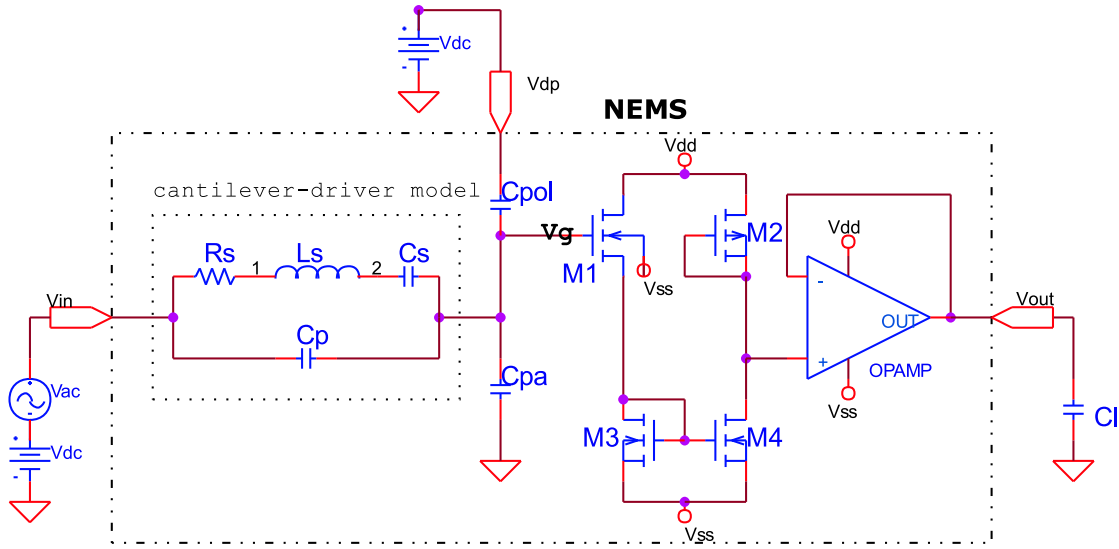 Vdc
Vdp
NEMS
Vdd
cantilever-driver model
Cpol
Vg
M1
M2
Vdd
Rs
1
Ls
2
Cs
Vss
Vin
-
OUT
Vout
Cp
+
OPAMP
Cpa
Vss
Vac
M3
M4
Cl
Vdc
Vss